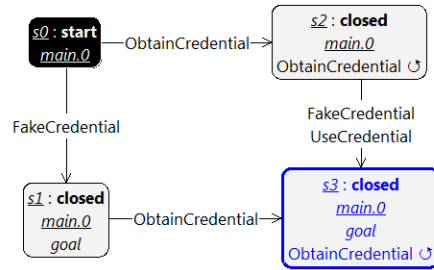 s0 : start
main.0
ObtainCredential
s2 : closed
main.0
ObtainCredential ↺
FakeCredential
FakeCredential
UseCredential
s1 : closed
main.0
goal
ObtainCredential
s3 : closed
main.0
goal
ObtainCredential ↺